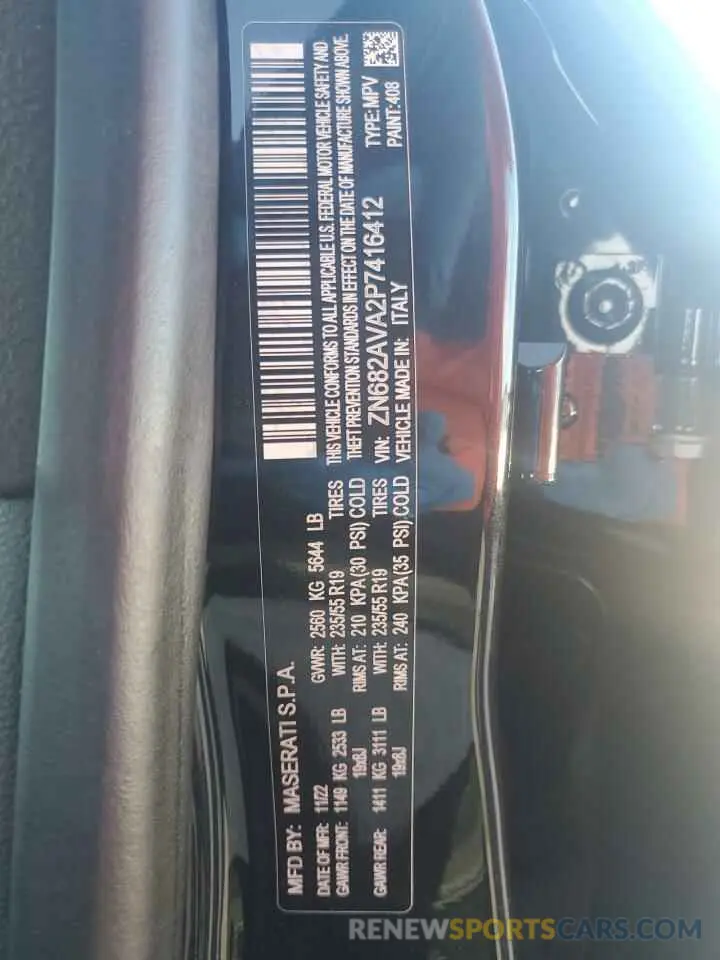 MFD BY: MASERATI S.P.A.
DATE OF MFR: 11/22 GVWR: 2560 KG 5644 LB
GAWR FRONT: 1149 KG 2533 LB WITH: 235/55 R19 TIRES
19x8J RIMS AT: 210 KPA (30 PSI) COLD
GAWR REAR: 1411 KG 3111 LB WITH: 235/55 R19 TIRES
19x8J RIMS AT: 240 KPA (35 PSI) COLD
THIS VEHICLE CONFORMS TO ALL APPLICABLE U.S. FEDERAL MOTOR VEHICLE SAFETY AND
THEFT PREVENTION STANDARDS IN EFFECT ON THE DATE OF MANUFACTURE SHOWN ABOVE.
VIN: ZN682AVA2P7416412 TYPE: MPV
VEHICLE MADE IN: ITALY PAINT: 408
RENEWSPORTSCARS.COM